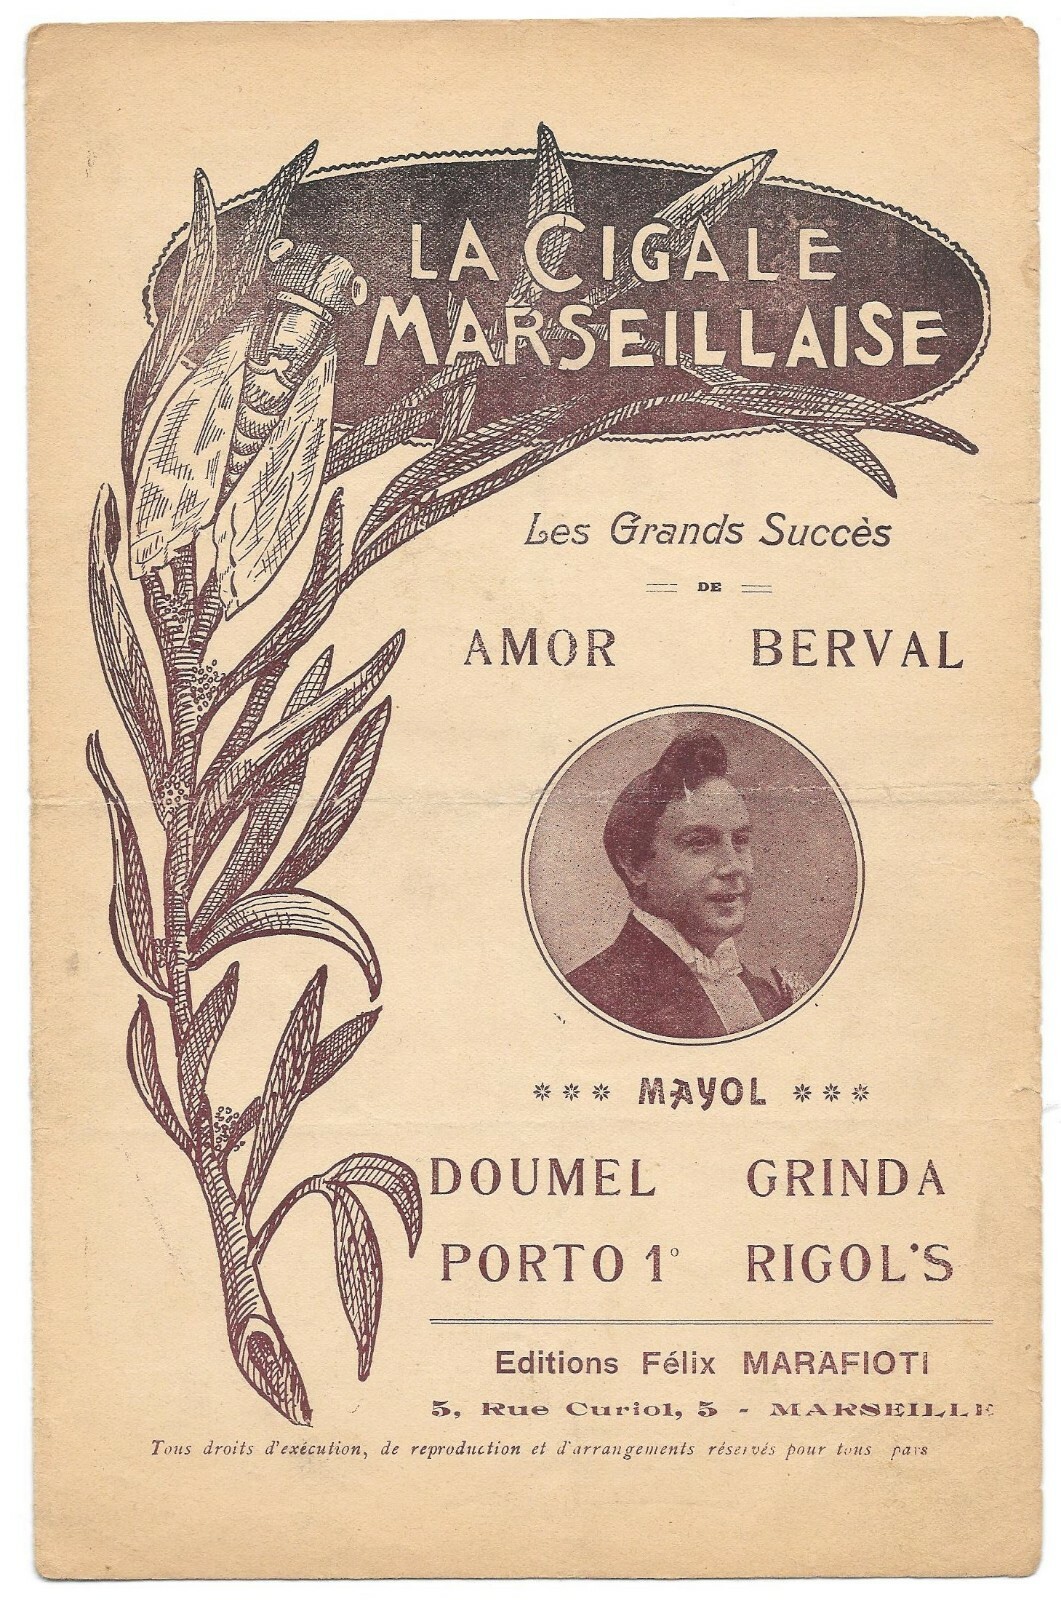 LA CIGALE
MARSEILLAISE
Les Grands Succès
DE
AMOR BERVAL
*** MAYOL ***
DOUMEL GRINDA
PORTO 1° RIGOL'S
Editions Félix MARAFIOTI
5, Rue Curiol, 5 - MARSEILLE
Tous droits d'exécution, de reproduction et d'arrangements réservés pour tous pays